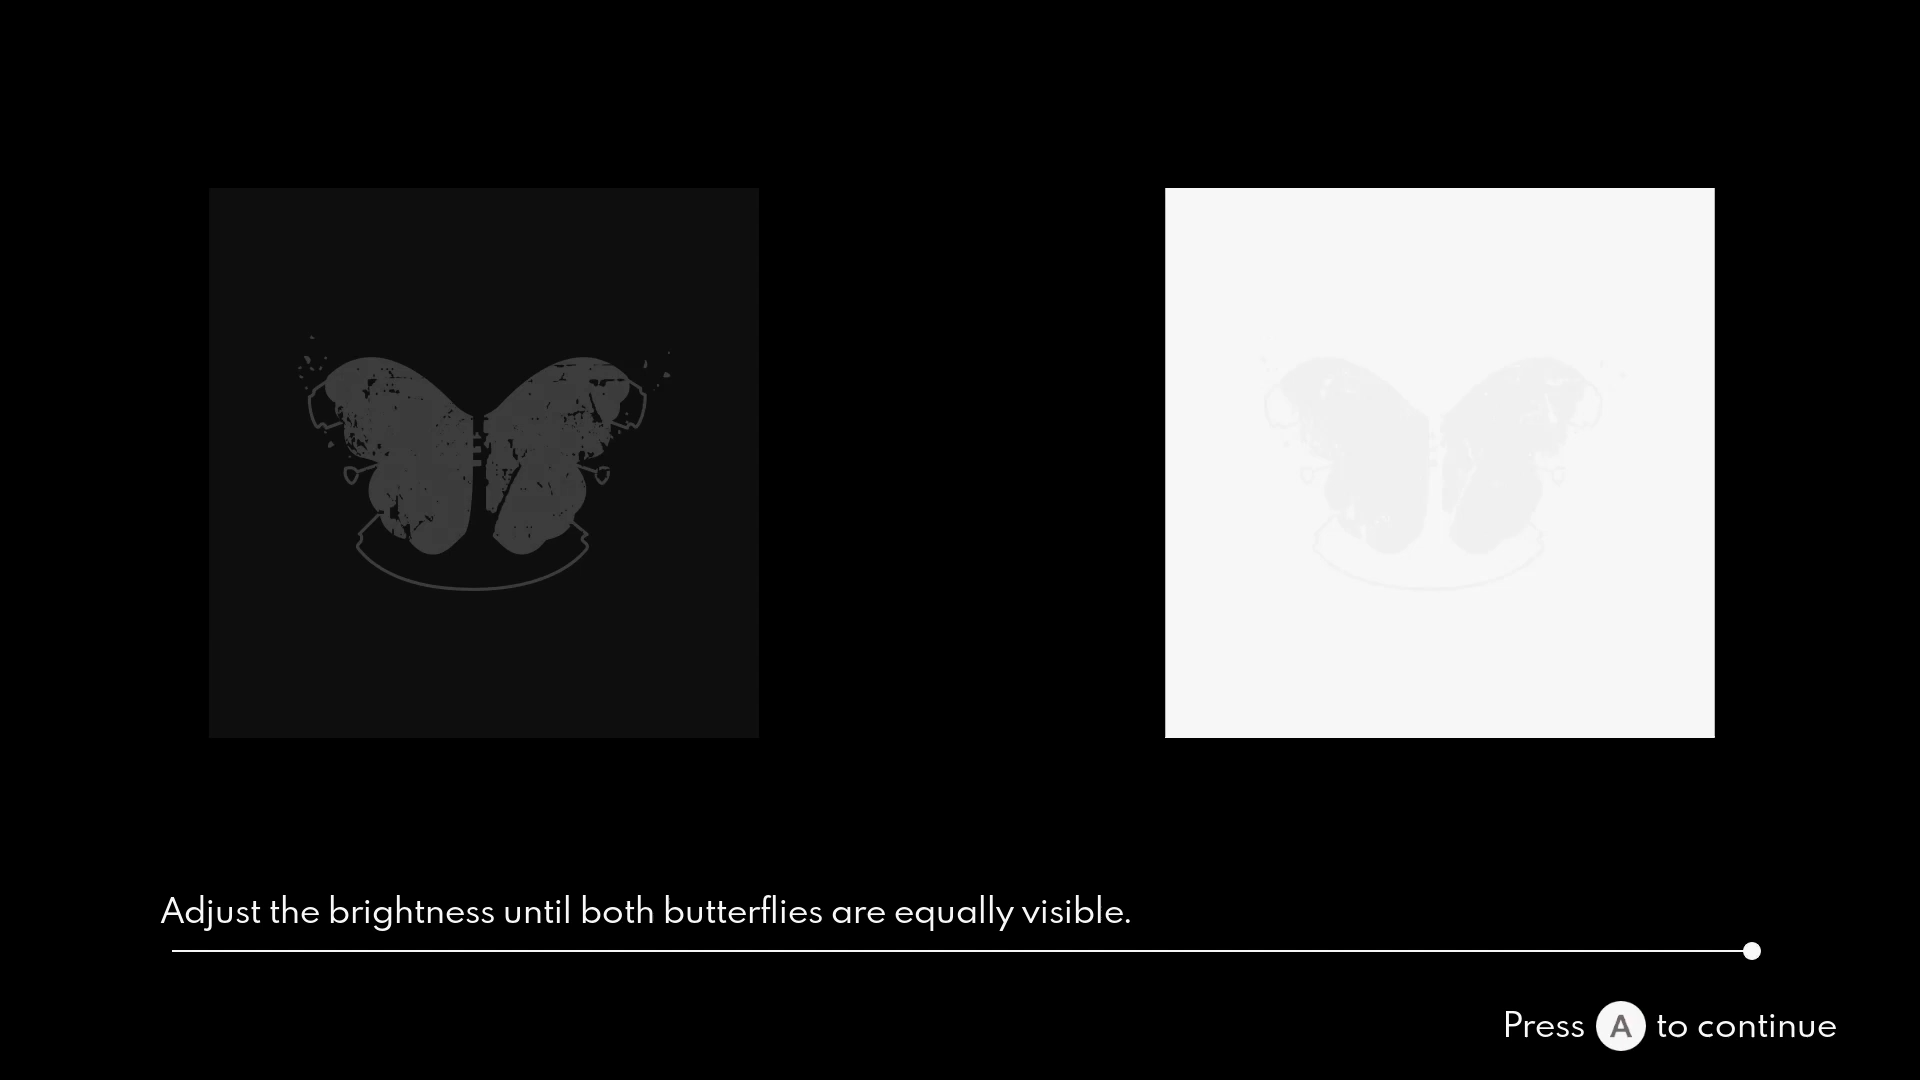 Adjust the brightness until both butterflies are equally visible.
Press A to continue